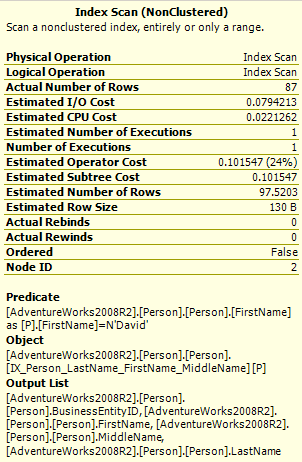 Index Scan (NonClustered)
Scan a nonclustered index, entirely or only a range.
Physical Operation Index Scan
Logical Operation Index Scan
Actual Number of Rows 87
Estimated I/O Cost 0.0794213
Estimated CPU Cost 0.0221262
Estimated Number of Executions 1
Number of Executions 1
Estimated Operator Cost 0.101547 (24%)
Estimated Subtree Cost 0.101547
Estimated Number of Rows 97.5203
Estimated Row Size 130 B
Actual Rebinds 0
Actual Rewinds 0
Ordered False
Node ID 2
Predicate
[AdventureWorks2008R2].[Person].[Person].[FirstName]
as [P].[FirstName]=N'David'
Object
[AdventureWorks2008R2].[Person].[Person].
[IX_Person_LastName_FirstName_MiddleName] [P]
Output List
[AdventureWorks2008R2].[Person].
[Person].BusinessEntityID, [AdventureWorks2008R2].
[Person].[Person].FirstName, [AdventureWorks2008R2].
[Person].[Person].MiddleName,
[AdventureWorks2008R2].[Person].[Person].LastName